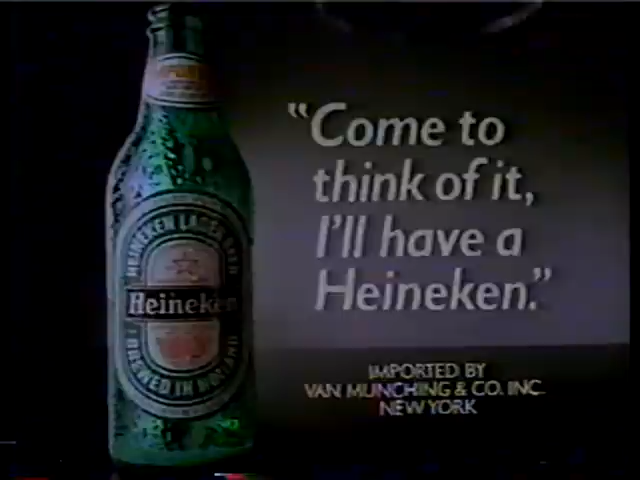 “Come to
think of it,
I'll have a
Heineken.”
IMPORTED BY
VAN MUNCHING & CO. INC.
NEW YORK
HEINEKEN LAGER BEER
Heineken
BREWED IN HOLLAND